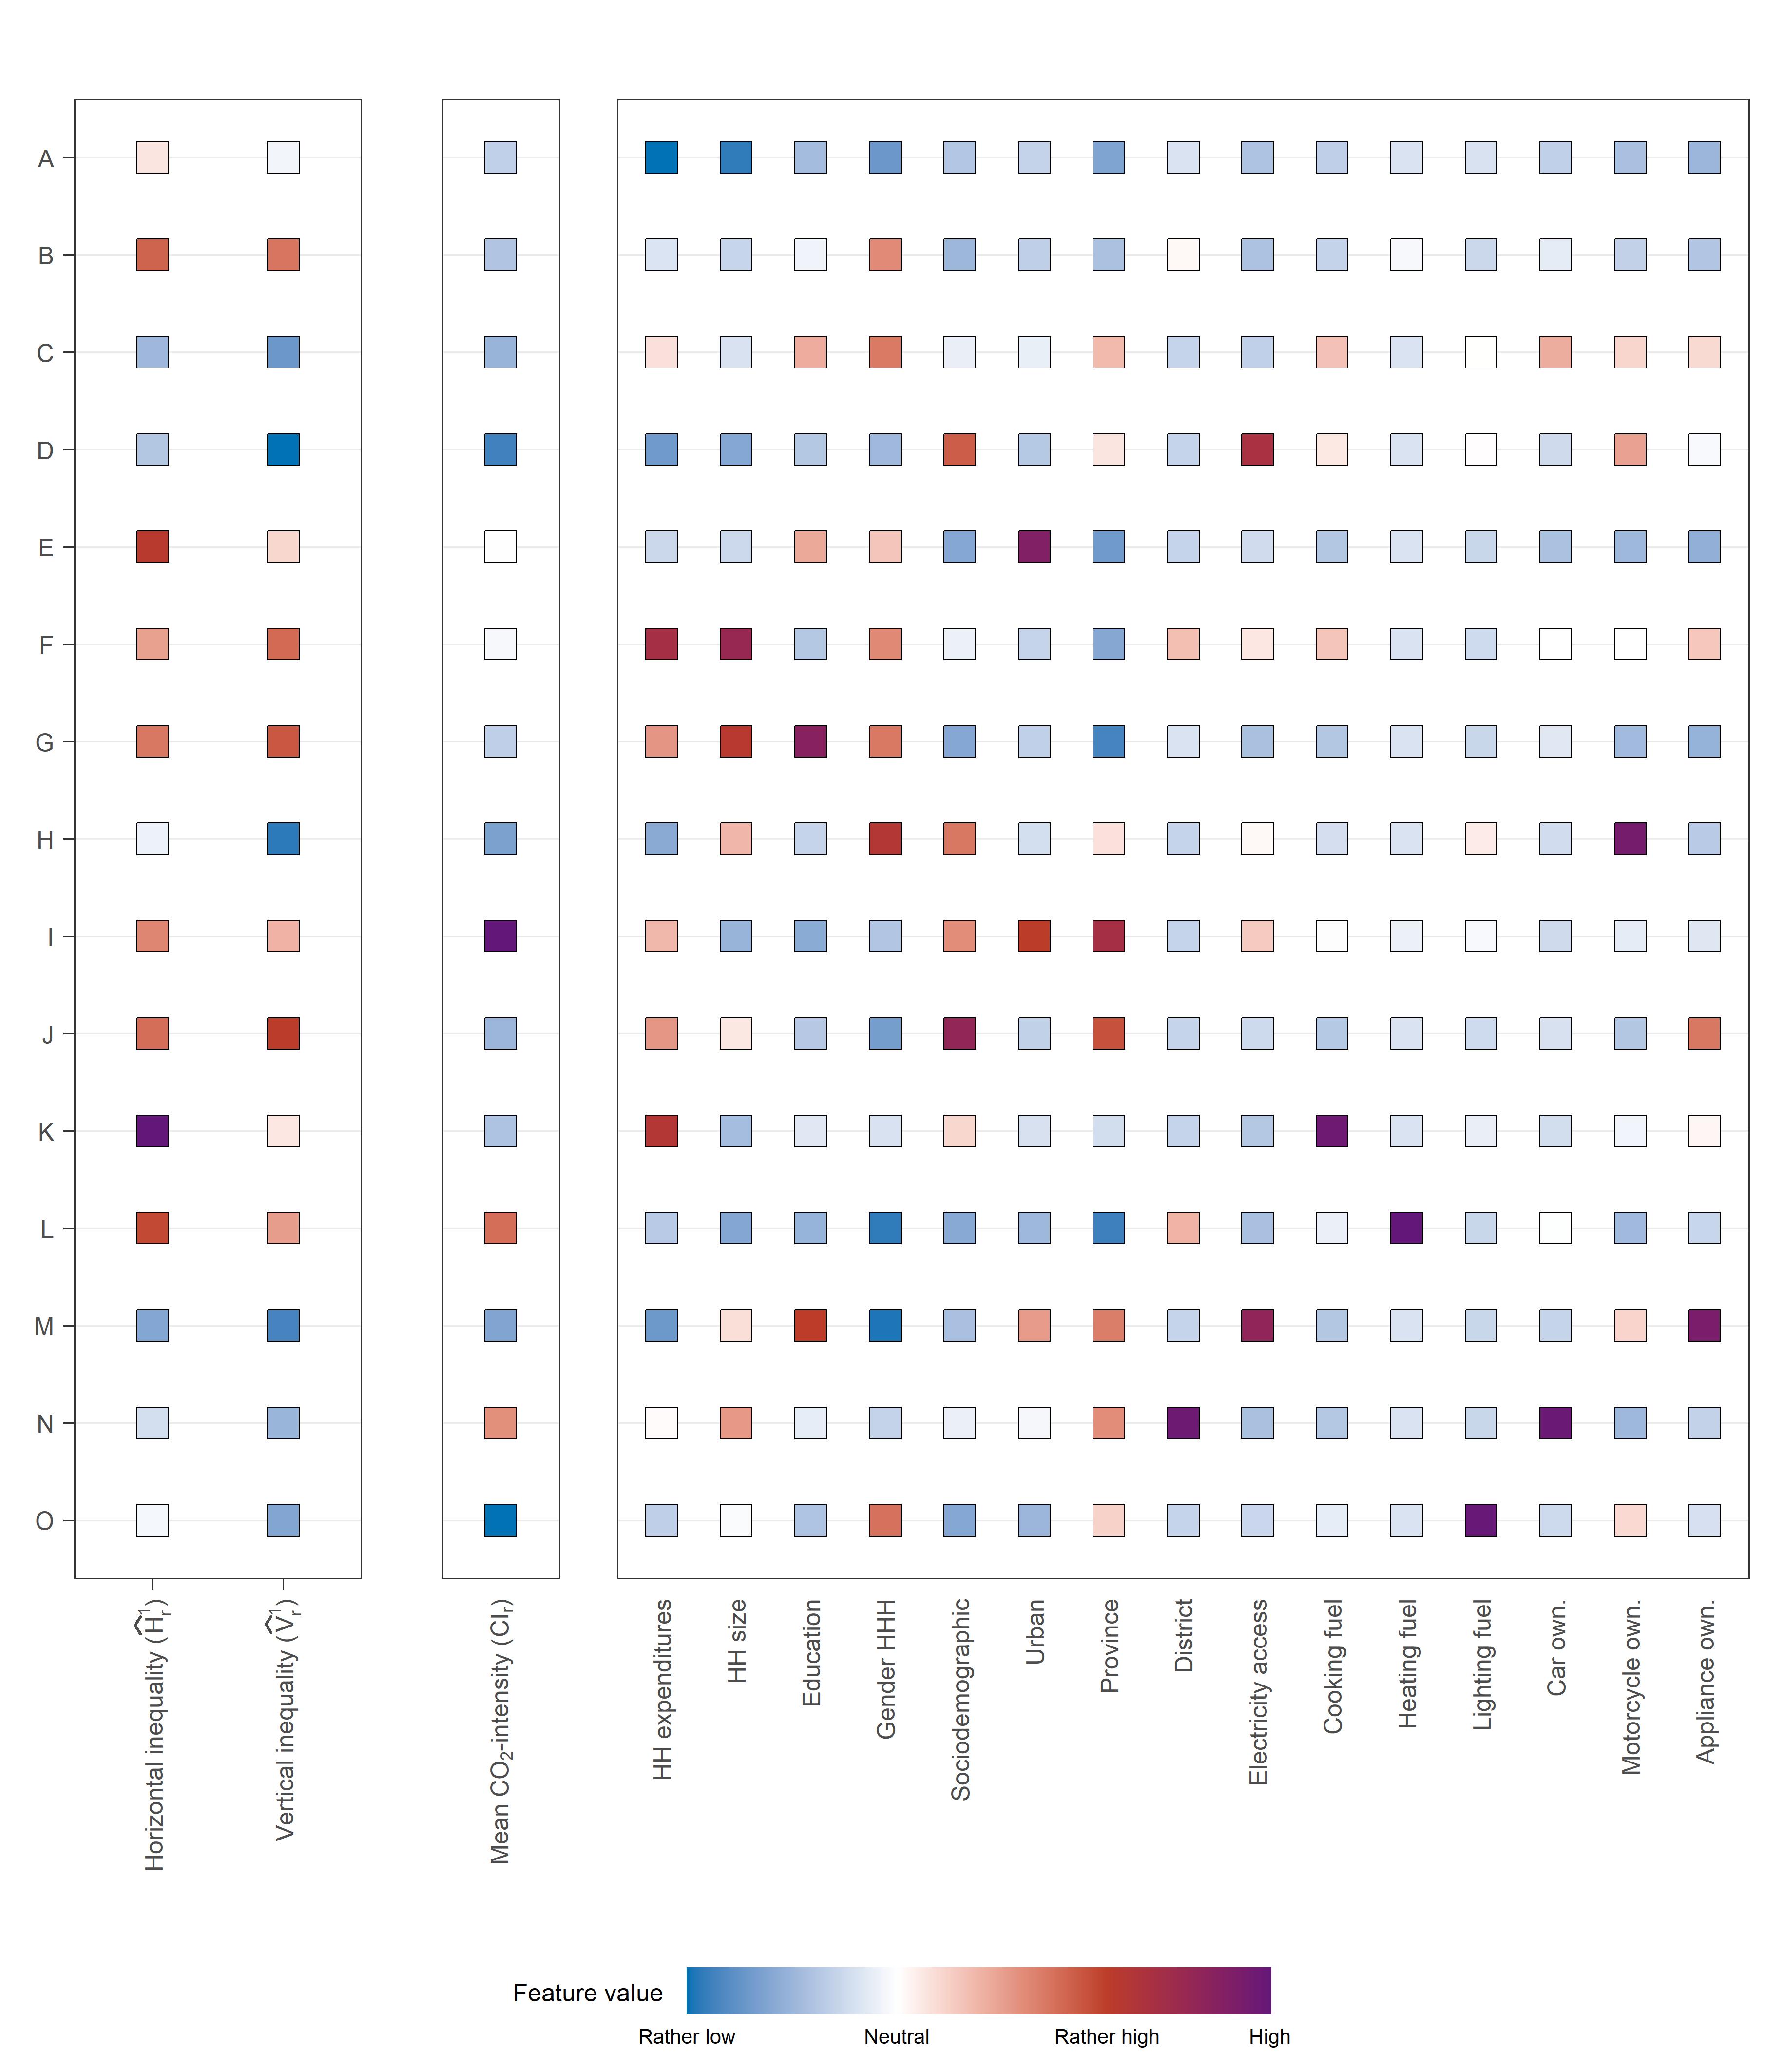 A
B
C
D
E
F
G
H
I
J
K
L
M
N
O
Horizontal inequality (Ĥ¹ᵣ)
Vertical inequality (V̂¹ᵣ)
Mean CO₂-intensity (CIᵣ)
HH expenditures
HH size
Education
Gender HHH
Sociodemographic
Urban
Province
District
Electricity access
Cooking fuel
Heating fuel
Lighting fuel
Car own.
Motorcycle own.
Appliance own.
Feature value
Rather low
Neutral
Rather high
High